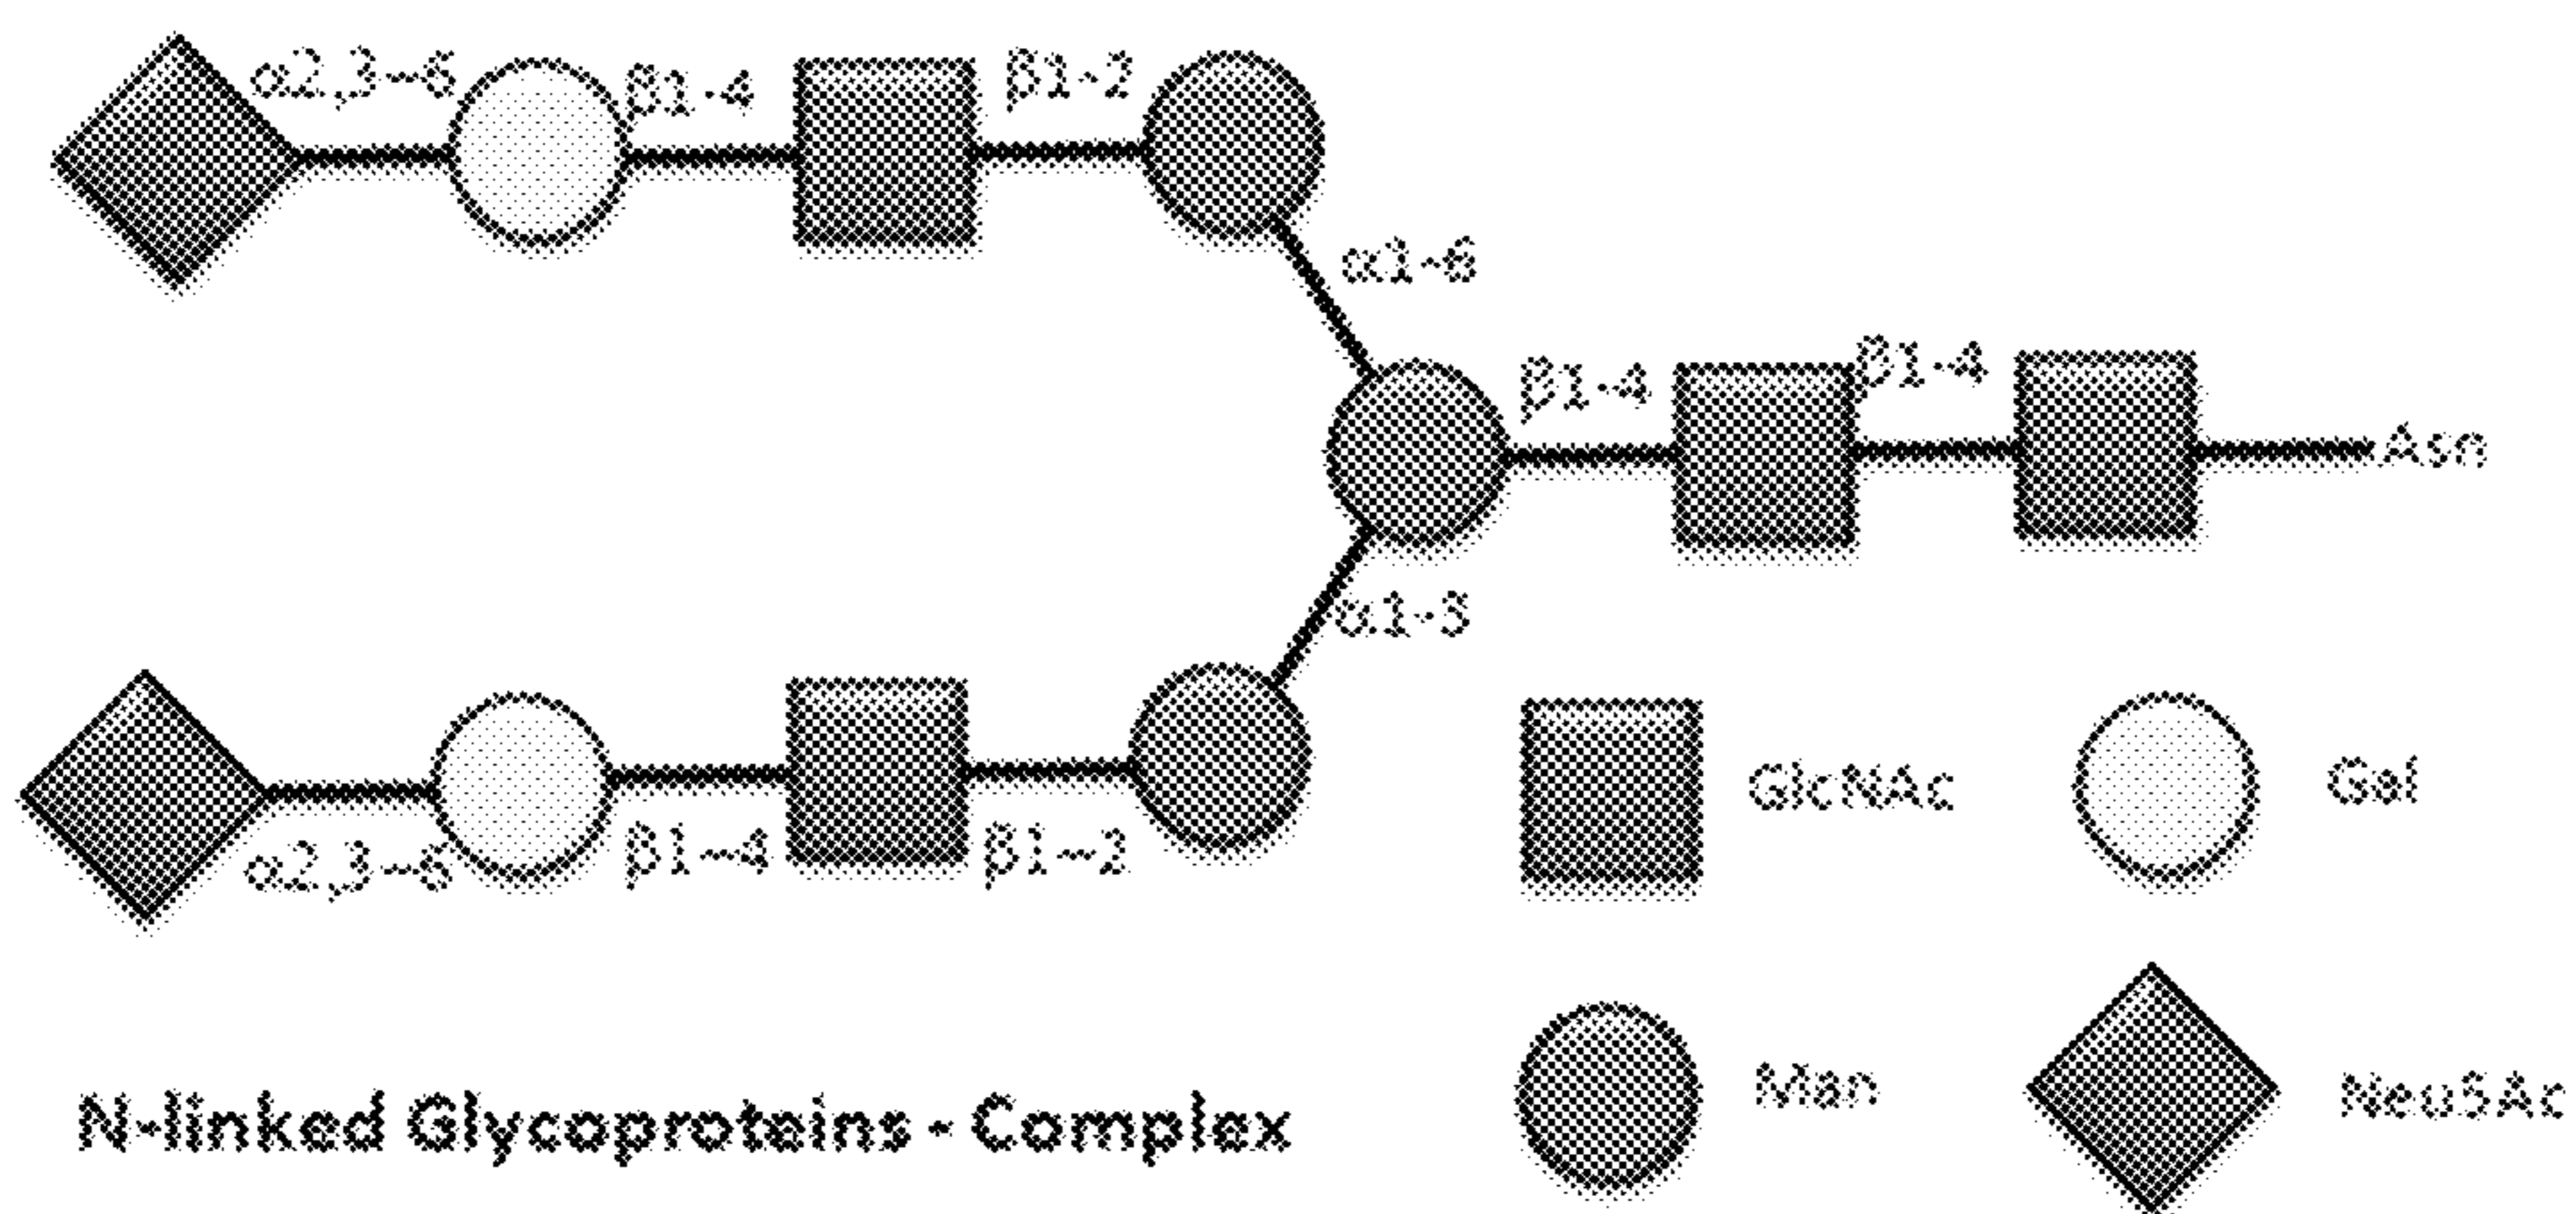 α2,3-6 β1-4 β1-2
α1-6
β1-4 β1-4
Asn
α1-3
α2,3-6 β1-4 β1-2
GlcNAc Gal
Man Neu5Ac
N-linked Glycoproteins - Complex